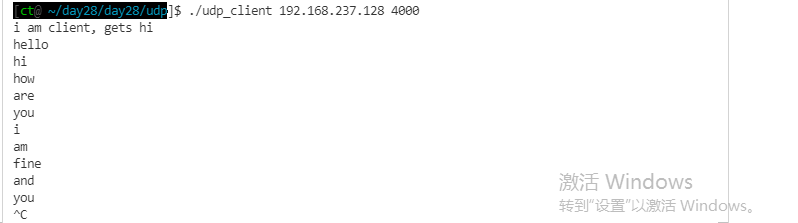 [ct@ ~/day28/day28/udp]$ ./udp_client 192.168.237.128 4000
i am client, gets hi
hello
hi
how
are
you
i
am
fine
and
you
^C
激活 Windows
转到“设置”以激活 Windows。